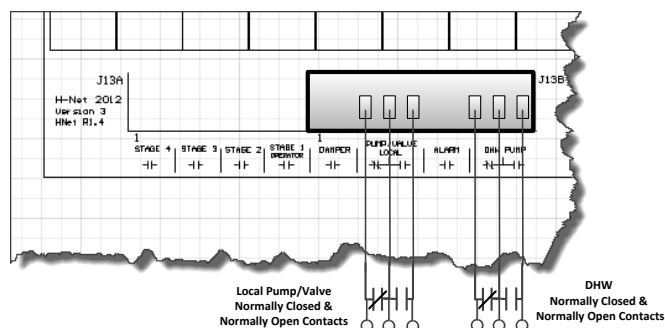 J13A
J13B
H-Net 2012
Version 3
HNet R1.4
1
1
STAGE 4
STAGE 3
STAGE 2
STAGE 1
OPERATOR
DAMPER
PUMP/VALVE
LOCAL
ALARM
DHW PUMP
Local Pump/Valve
Normally Closed &
Normally Open Contacts
DHW
Normally Closed &
Normally Open Contacts